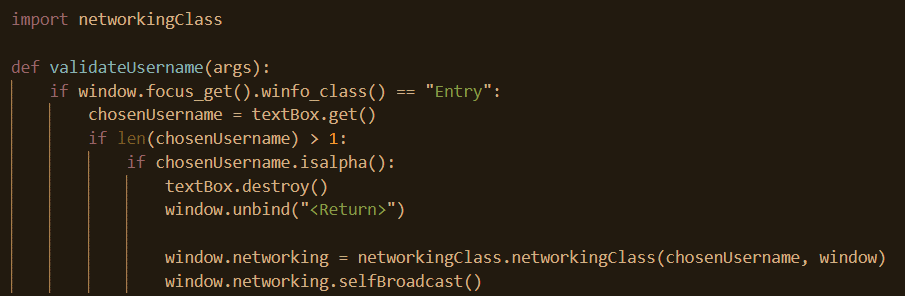 import networkingClass
def validateUsername(args):
if window.focus_get().winfo_class() == "Entry":
chosenUsername = textBox.get()
if len(chosenUsername) > 1:
if chosenUsername.isalpha():
textBox.destroy()
window.unbind("<Return>")
window.networking = networkingClass.networkingClass(chosenUsername, window)
window.networking.selfBroadcast()